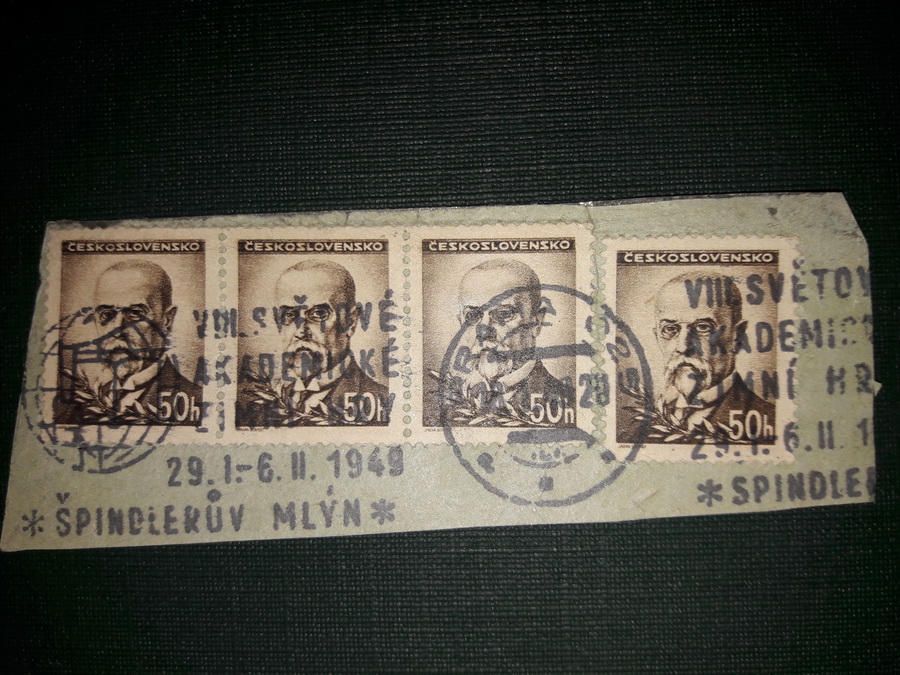 ČESKOSLOVENSKO ČESKOSLOVENSKO ČESKOSLOVENSKO ČESKOSLOVENSKO
50h 50h 50h 50h
VIII. SVĚTOVÉ
AKADEMICKÉ
29.I.-6.II. 1949
*ŠPINDLERŮV MLÝN*
VIII. SVĚTOV
AKADEMIC
ZIMNÍ HR
29.I.-6.II. 1
*SPINDLER